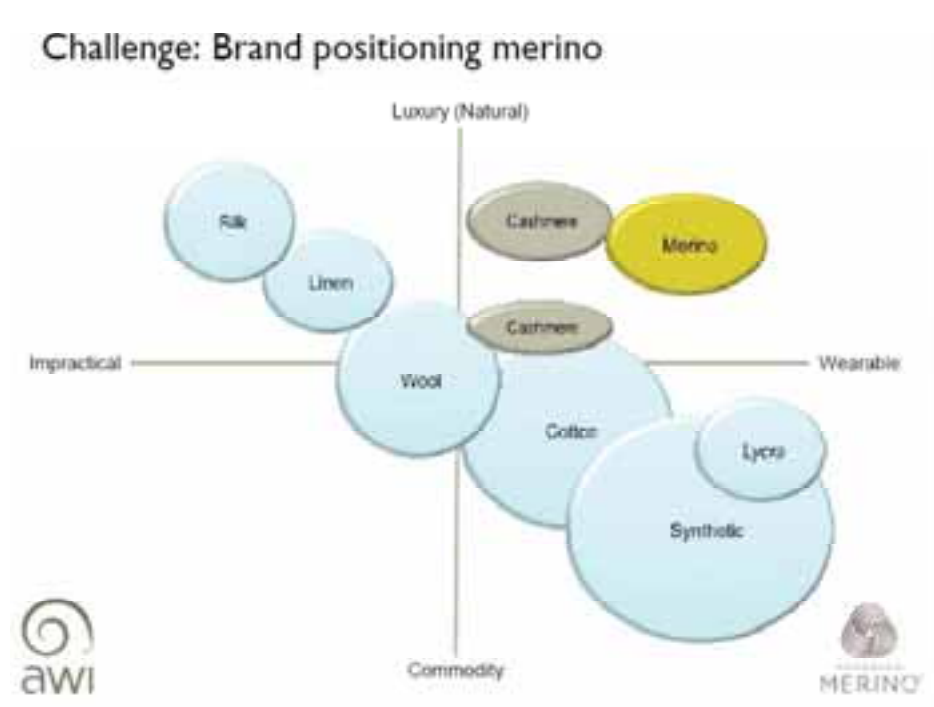 Challenge: Brand positioning merino
Luxury (Natural)
Silk
Cashmere
Merino
Linen
Cashmere
Impractical
Wearable
Wool
Cotton
Lycra
Synthetic
awi
Commodity
MERINO